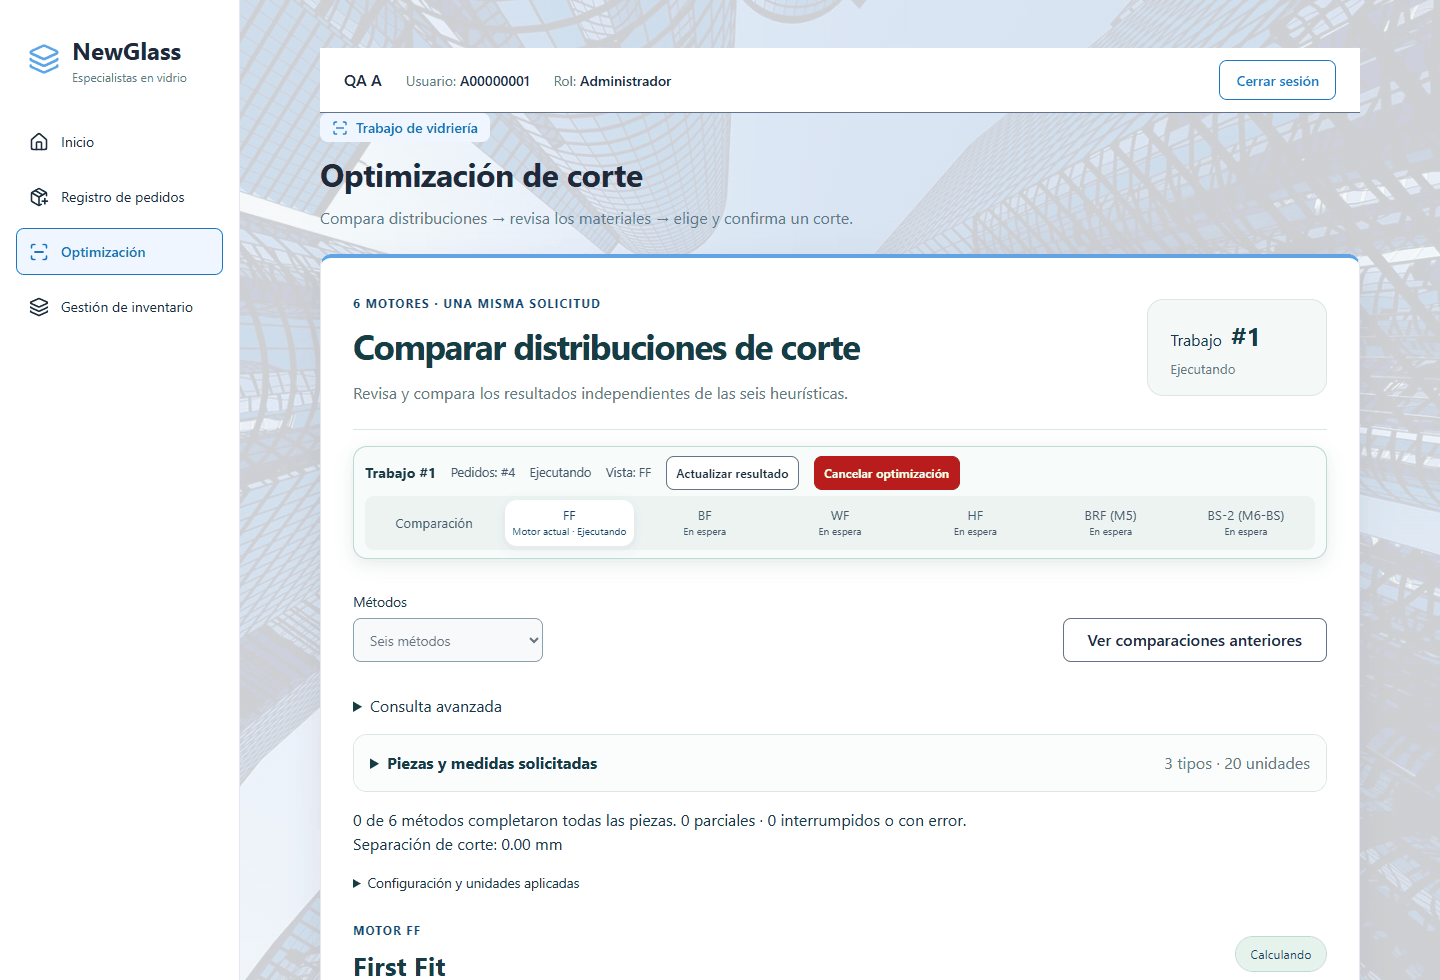 NewGlass
Especialistas en vidrio
Inicio
Registro de pedidos
Optimización
Gestión de inventario
QA A Usuario: A00000001 Rol: Administrador
Cerrar sesión
Trabajo de vidriería
Optimización de corte
Compara distribuciones → revisa los materiales → elige y confirma un corte.
6 MOTORES · UNA MISMA SOLICITUD
Comparar distribuciones de corte
Revisa y compara los resultados independientes de las seis heurísticas.
Trabajo #1
Ejecutando
Trabajo #1 Pedidos: #4 Ejecutando Vista: FF Actualizar resultado Cancelar optimización
Comparación
FF
Motor actual · Ejecutando
BF
En espera
WF
En espera
HF
En espera
BRF (M5)
En espera
BS-2 (M6-BS)
En espera
Métodos
Seis métodos
Ver comparaciones anteriores
Consulta avanzada
Piezas y medidas solicitadas
3 tipos · 20 unidades
0 de 6 métodos completaron todas las piezas. 0 parciales · 0 interrumpidos o con error.
Separación de corte: 0.00 mm
Configuración y unidades aplicadas
MOTOR FF
First Fit
Calculando